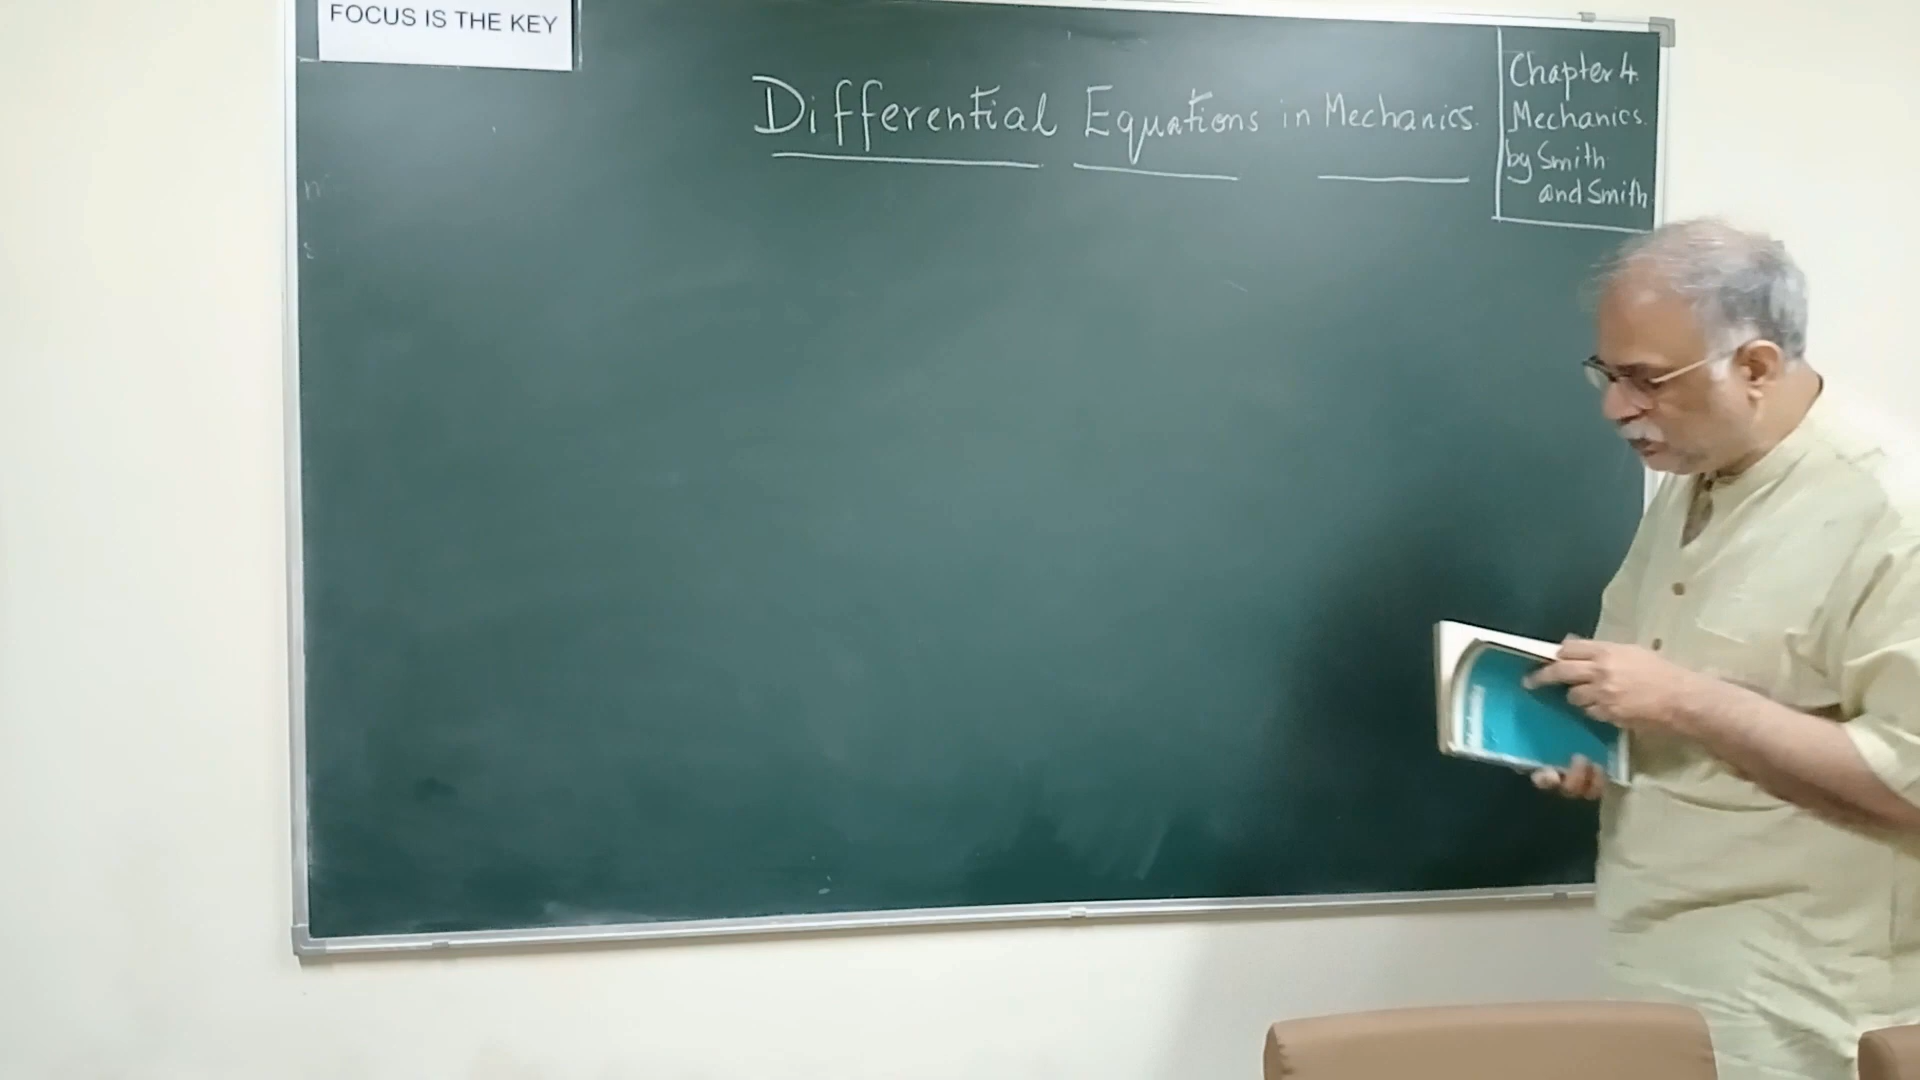 FOCUS IS THE KEY
Differential Equations in Mechanics.
Chapter 4.
Mechanics.
by Smith
and Smith.